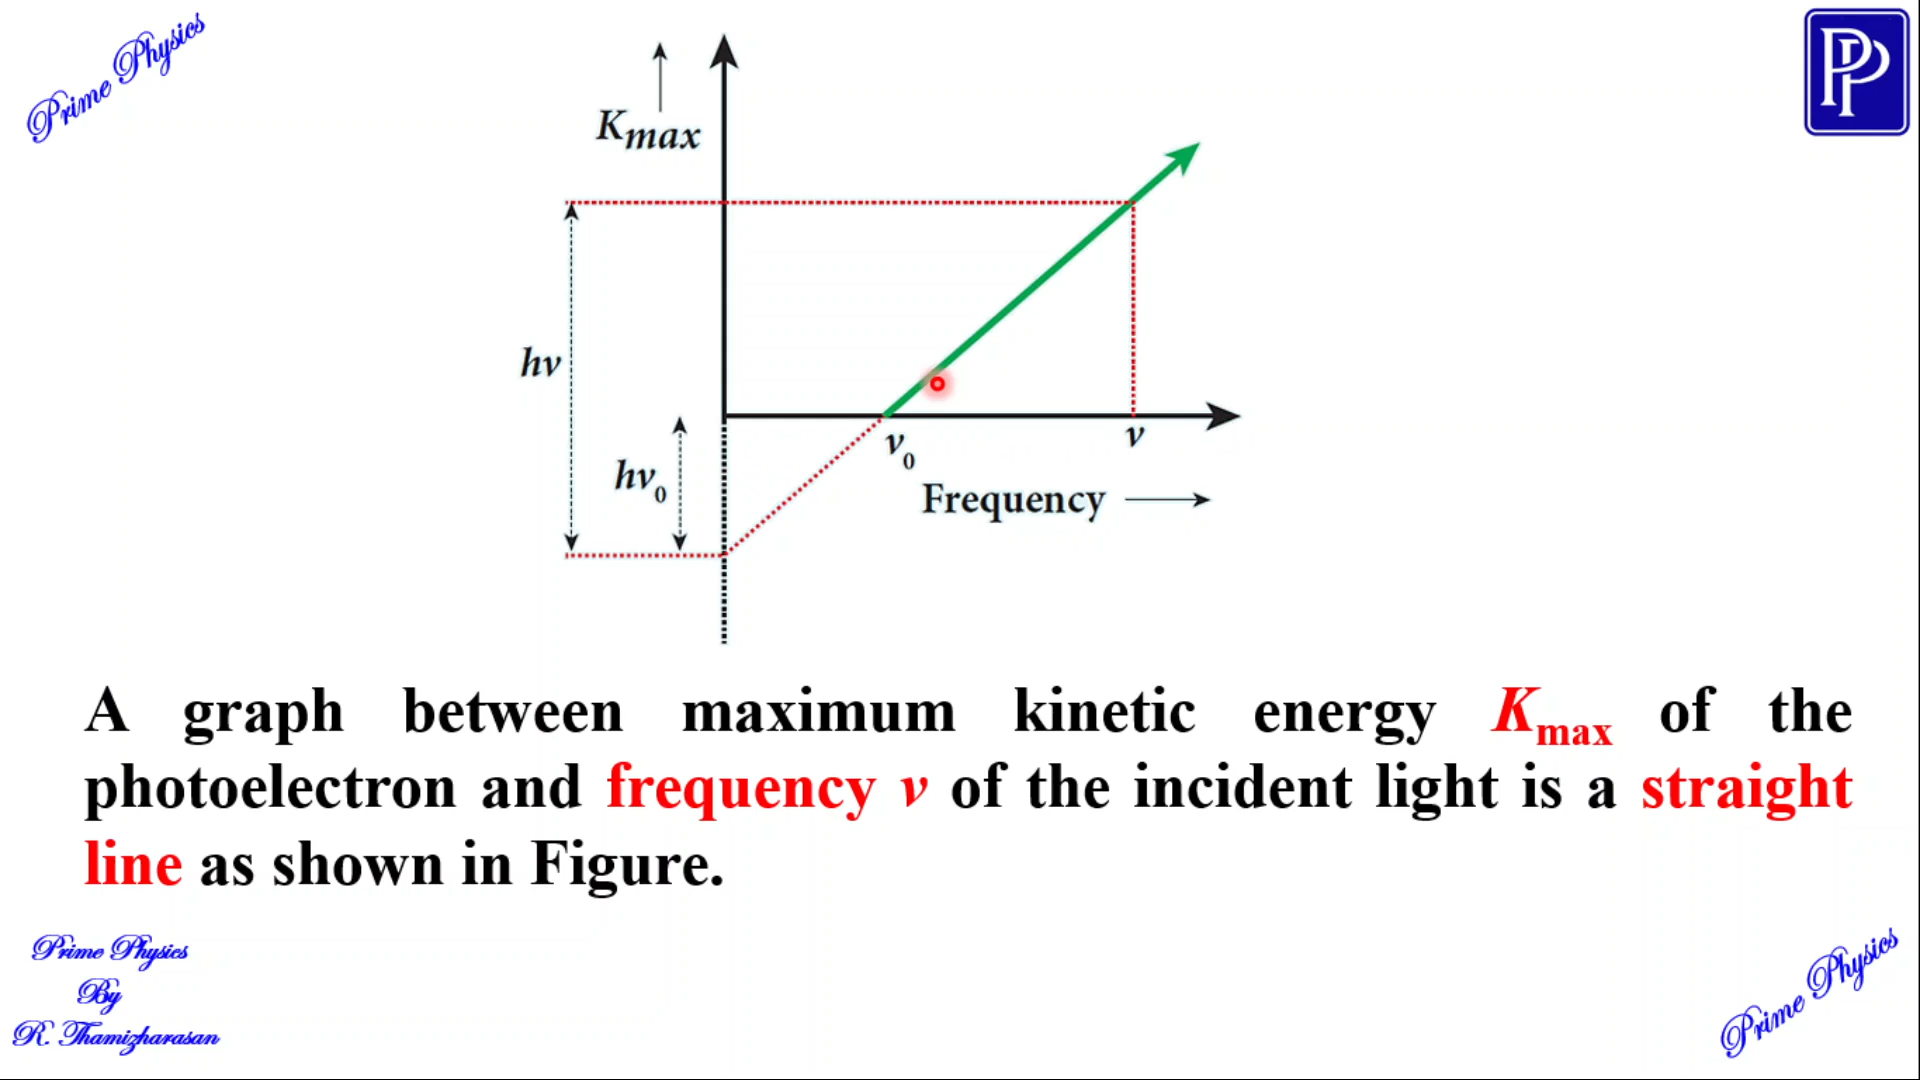 Prime Physics
PP
Kmax
hν
ν0
ν
hν0
Frequency
A graph between maximum kinetic energy Kmax of the
photoelectron and frequency ν of the incident light is a straight
line as shown in Figure.
Prime Physics
By
R. Thamizharasan
Prime Physics